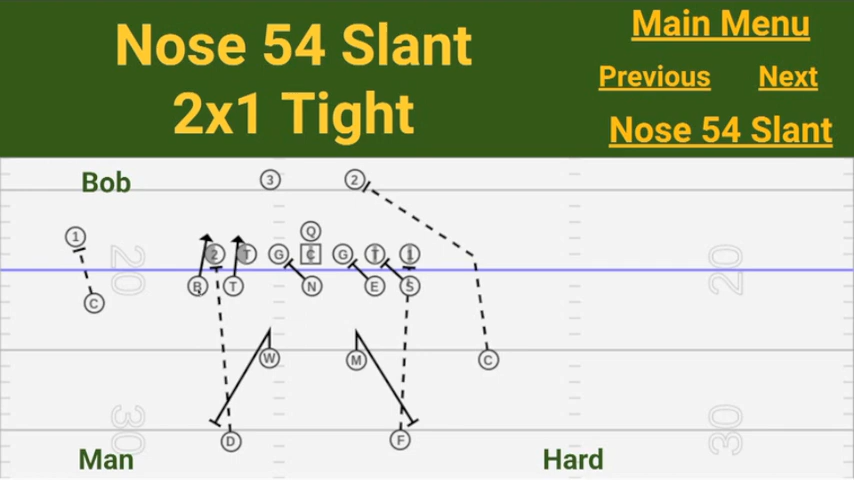 Nose 54 Slant
2x1 Tight
Main Menu
Previous Next
Nose 54 Slant
Bob
3 2
1
Q
2 T G C G T 1
20 20
B T N E S
C
W M C
30 30
D F
Man Hard